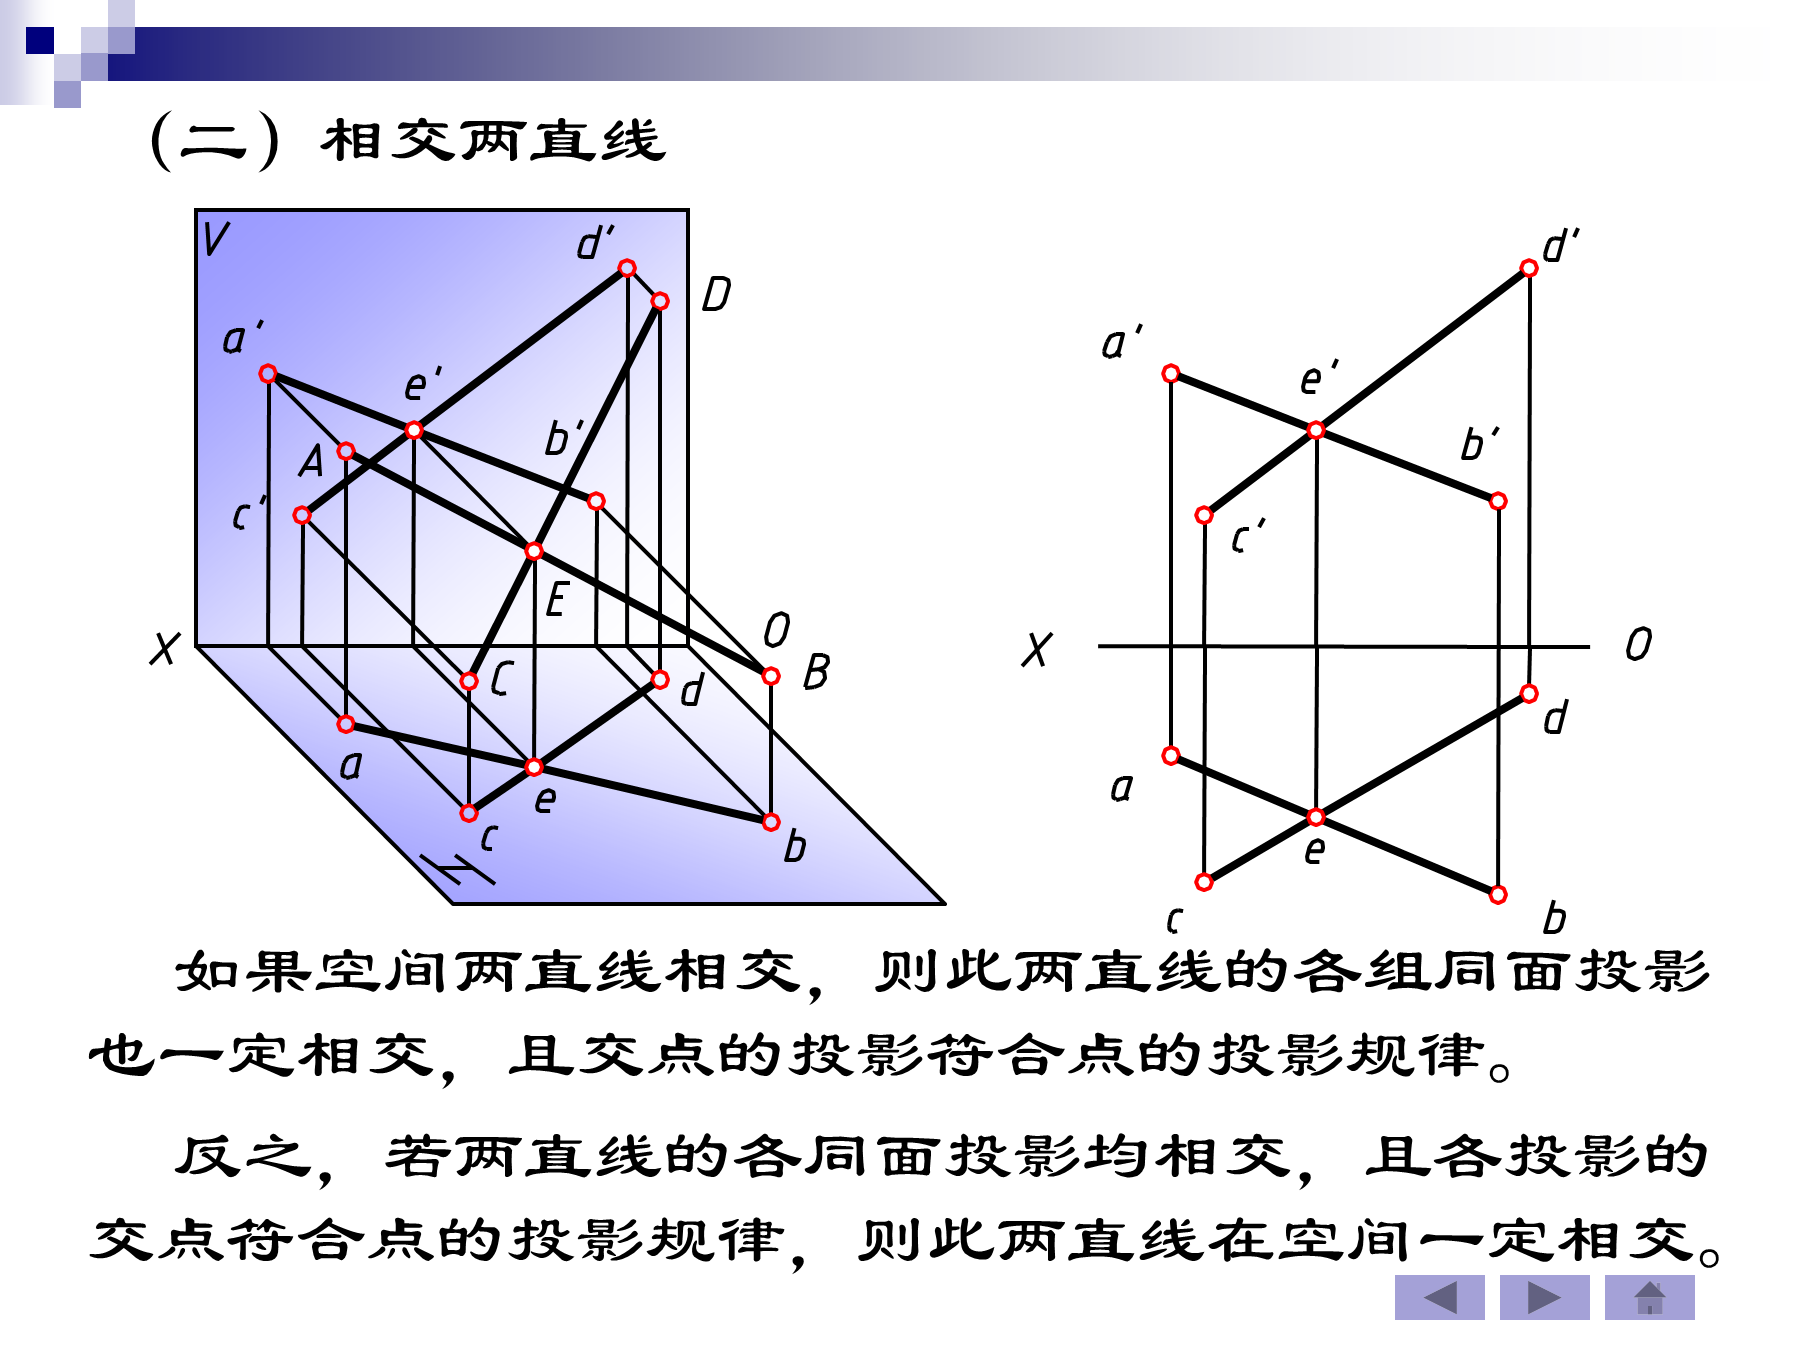 （二）相交两直线
V
d′
D
a′
e′
b′
A
c′
E
X
O
C
d
B
a
e
c
b
H
d′
a′
e′
b′
c′
X
O
d
a
e
c
b
如果空间两直线相交，则此两直线的各组同面投影
也一定相交，且交点的投影符合点的投影规律。
反之，若两直线的各同面投影均相交，且各投影的
交点符合点的投影规律，则此两直线在空间一定相交。